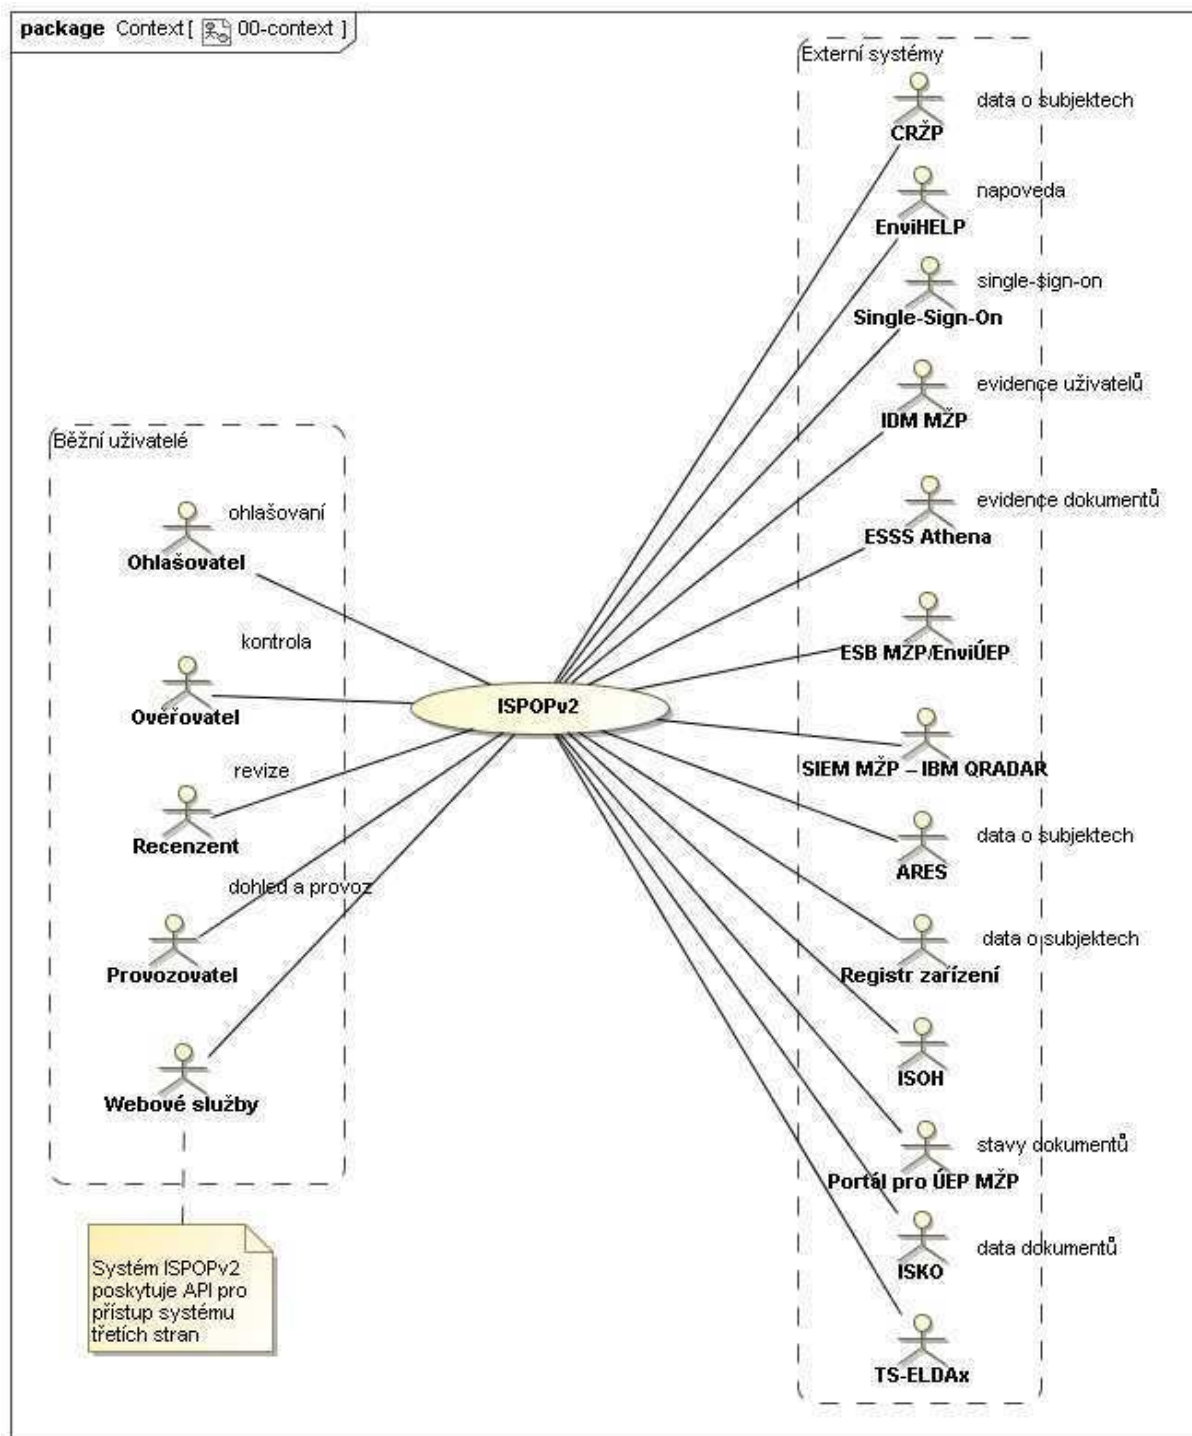 package Context [ 00-context ]
Externí systémy
data o subjektech
CRŽP
napoveda
EnviHELP
single-sign-on
Single-Sign-On
evidence uživatelů
IDM MŽP
evidence dokumentů
ESSS Athena
ESB MŽP/EnviÚEP
SIEM MŽP – IBM QRADAR
data o subjektech
ARES
data o subjektech
Registr zařízení
ISOH
stavy dokumentů
Portál pro ÚEP MŽP
data dokumentů
ISKO
TS-ELDAx
ISPOPv2
Běžní uživatelé
ohlašovaní
Ohlašovatel
kontrola
Ověřovatel
revize
Recenzent
dohled a provoz
Provozovatel
Webové služby
Systém ISPOPv2
poskytuje API pro
přístup systému
třetích stran